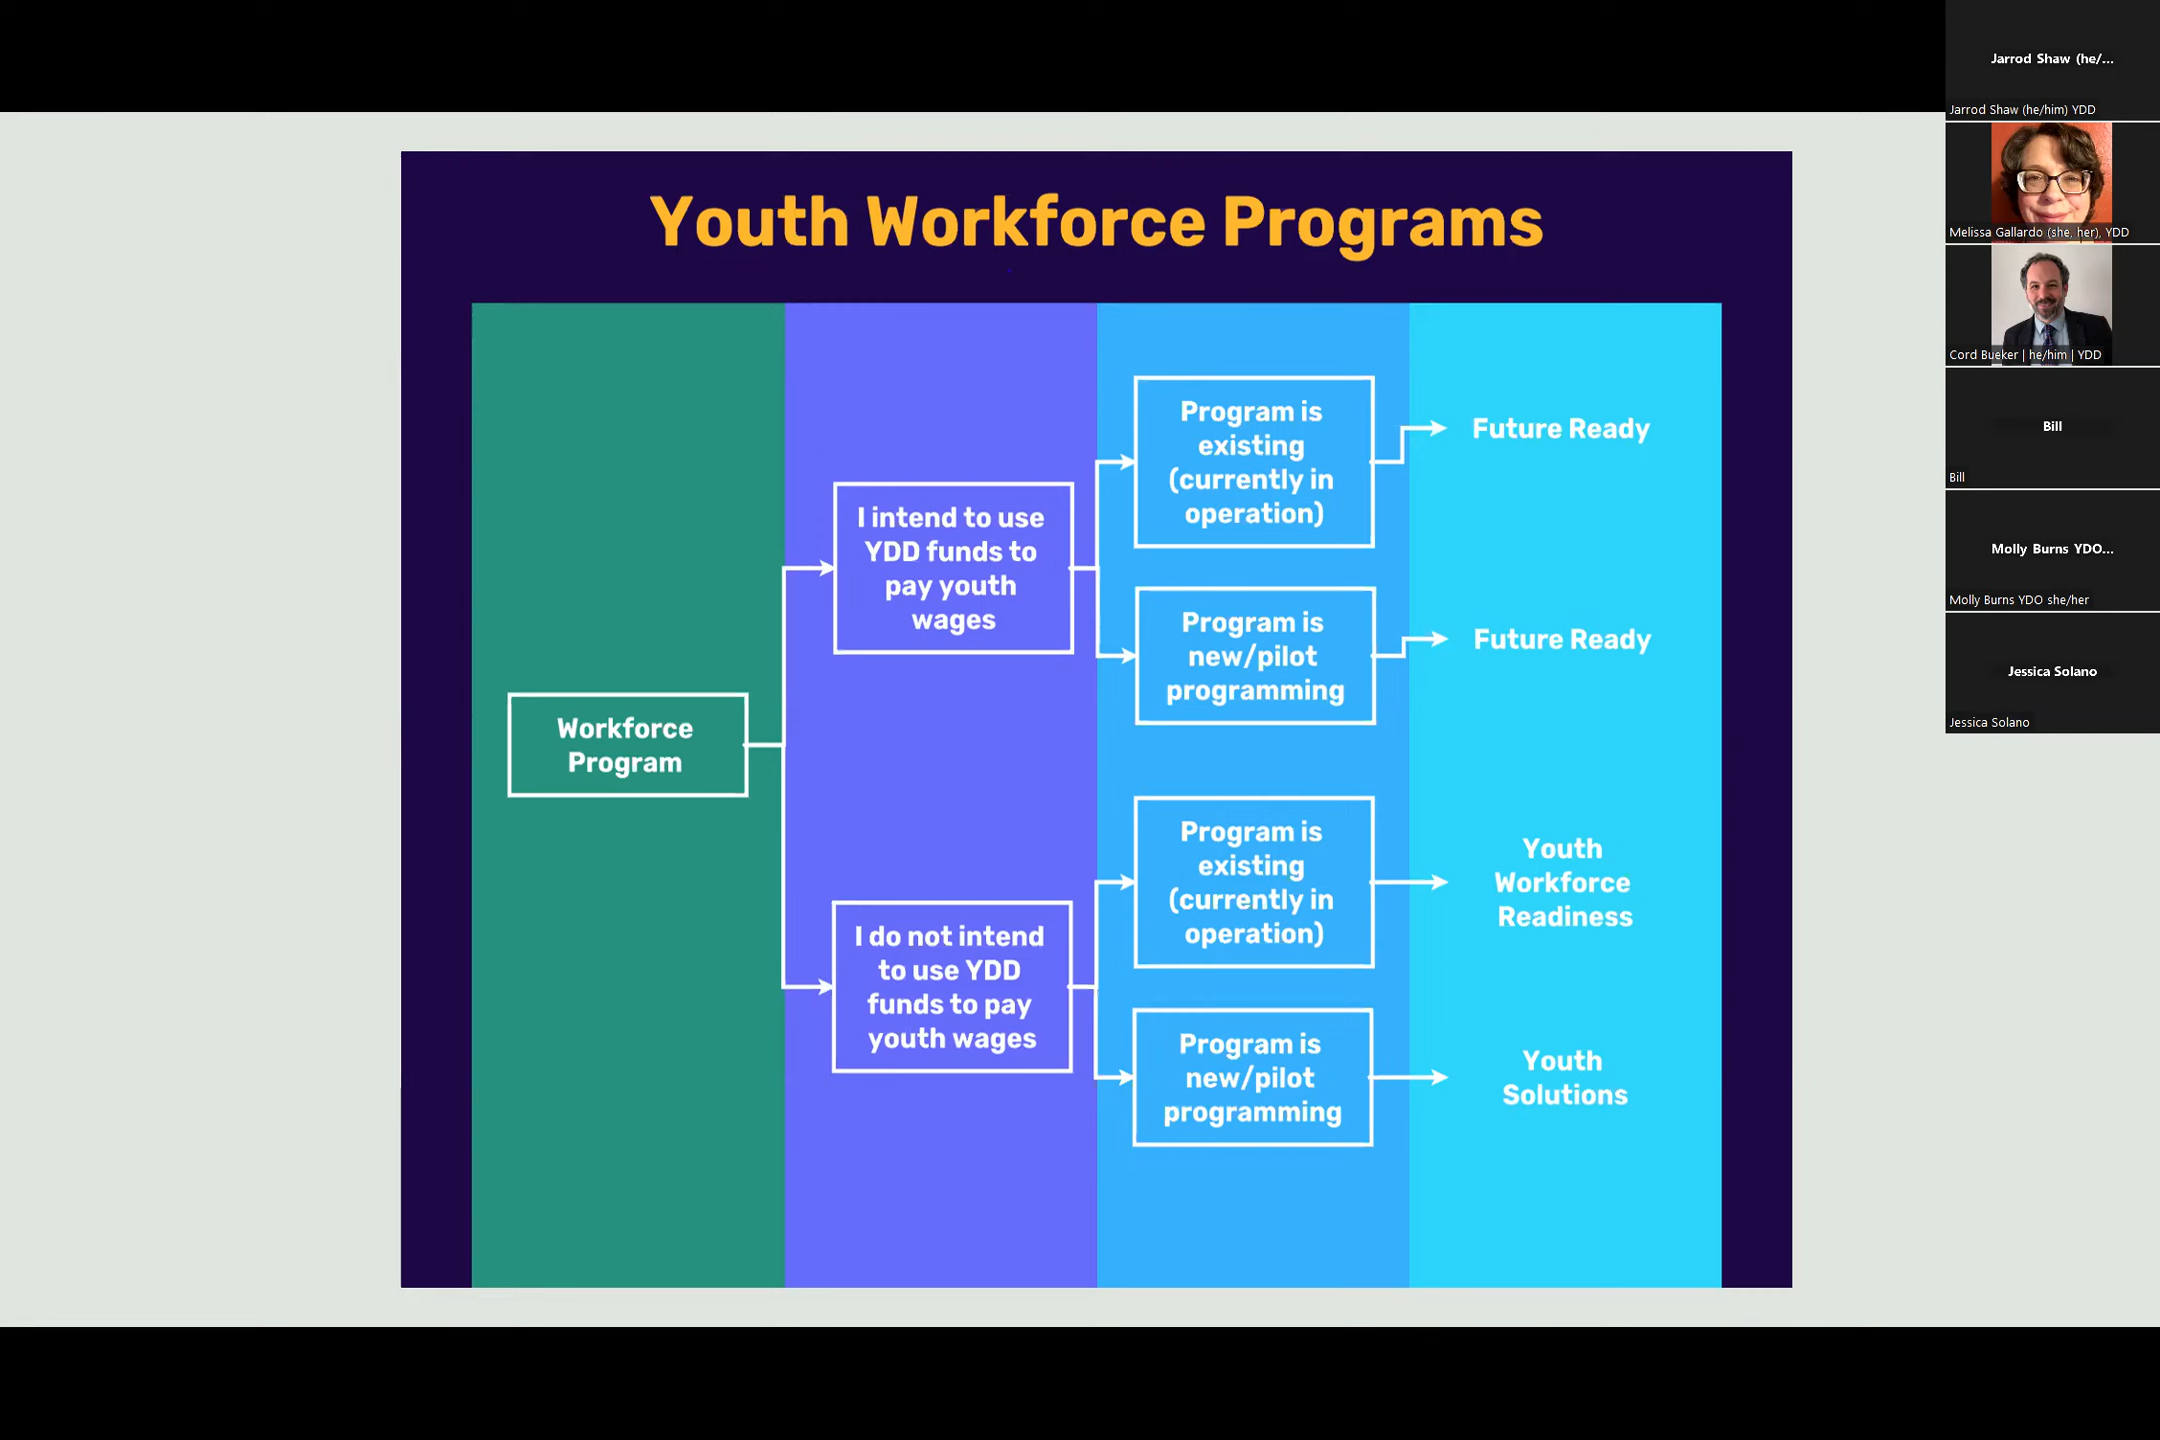 Youth Workforce Programs
Workforce
Program
I intend to use
YDD funds to
pay youth
wages
I do not intend
to use YDD
funds to pay
youth wages
Program is
existing
(currently in
operation)
Program is
new/pilot
programming
Program is
existing
(currently in
operation)
Program is
new/pilot
programming
Future Ready
Future Ready
Youth
Workforce
Readiness
Youth
Solutions
Jarrod Shaw (he/...
Jarrod Shaw (he/him) YDD
Melissa Gallardo (she, her), YDD
Cord Bueker | he/him | YDD
Bill
Bill
Molly Burns YDO...
Molly Burns YDO she/her
Jessica Solano
Jessica Solano